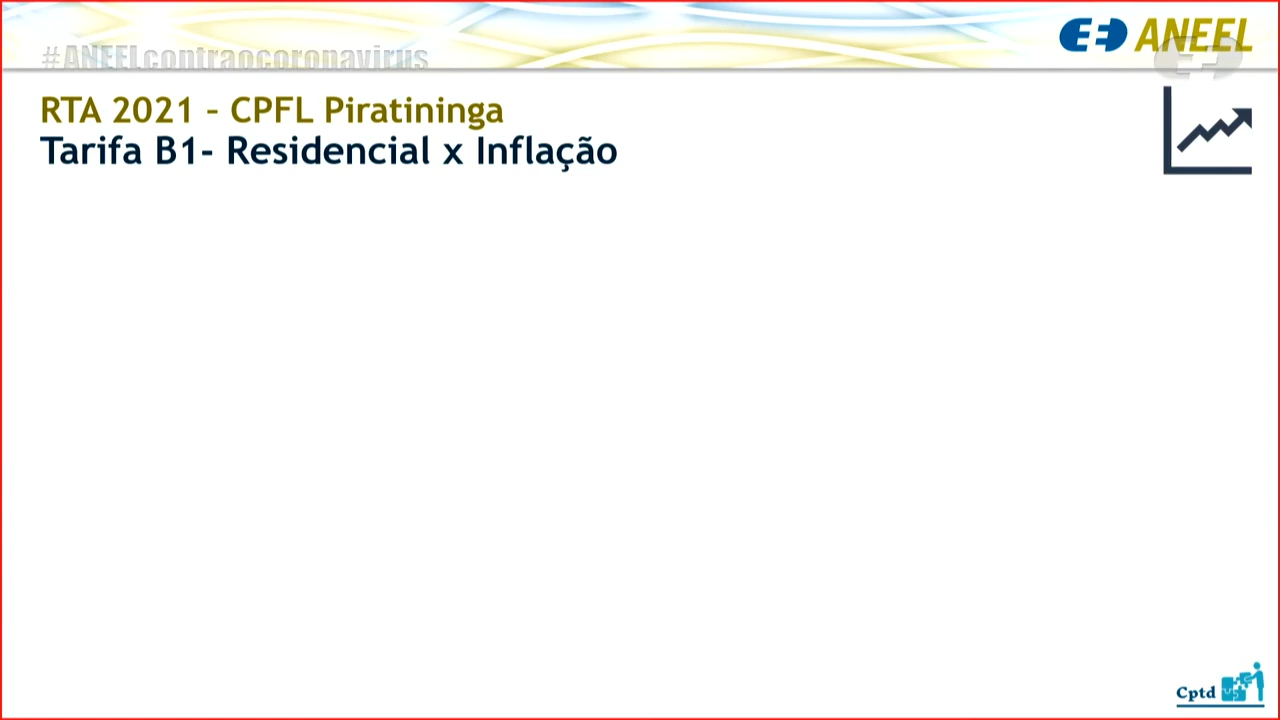 #ANEELcontraocoronavirus
ANEEL
RTA 2021 – CPFL Piratininga
Tarifa B1- Residencial x Inflação
Cptd